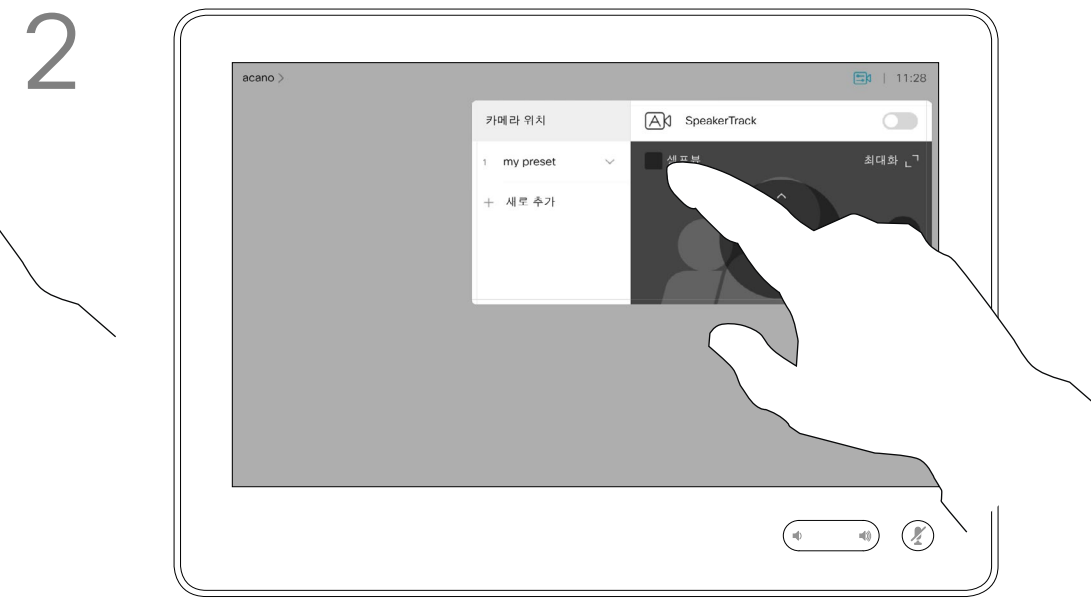 2
acano >
11:28
카메라 위치
SpeakerTrack
1 my preset
셀프뷰
최대화
+ 새로 추가